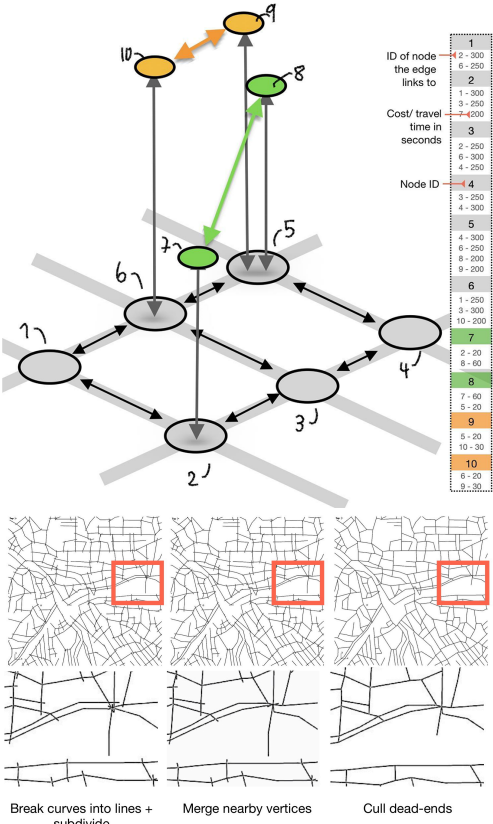 9
10
8
5
7
6
1
4
3
2
ID of node
the edge
links to
Cost/ travel
time in
seconds
Node ID
1
2 - 300
6 - 250
2
1 - 300
3 - 250
7 - 200
3
2 - 250
6 - 300
4 - 250
4
3 - 250
4 - 300
5
4 - 300
6 - 250
8 - 200
9 - 200
6
1 - 250
3 - 300
10 - 200
7
2 - 20
8 - 60
8
7 - 60
5 - 20
9
5 - 20
10 - 30
10
6 - 20
9 - 30
Break curves into lines +
subdivide
Merge nearby vertices
Cull dead-ends